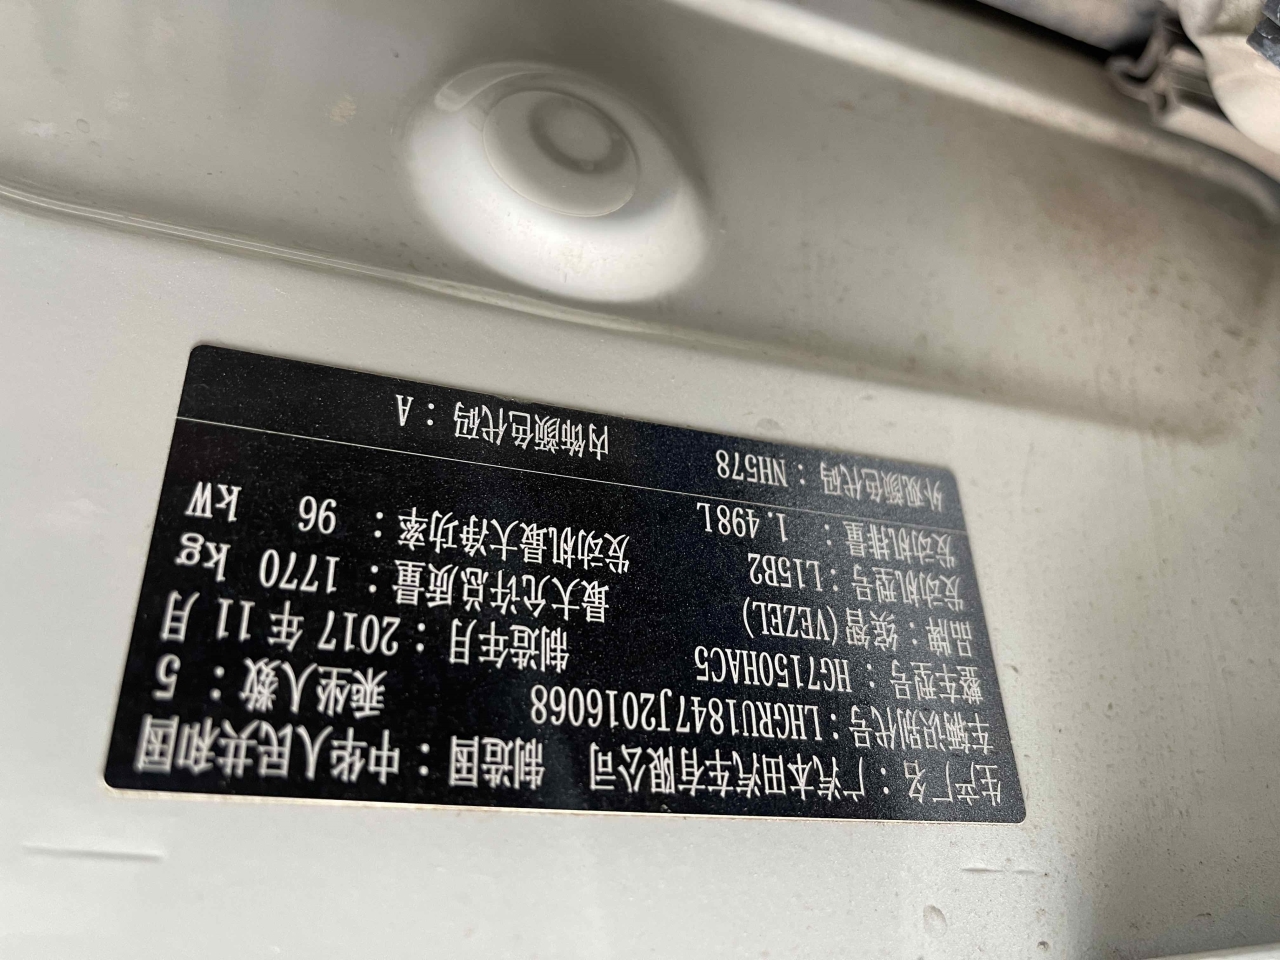 生产厂名：广汽本田汽车有限公司 制造国：中华人民共和国
车辆识别代号：LHGRU1847J2016068 乘坐人数：5
整车型号：HG7150HAC5 制造年月：2017年11月
品牌：缤智(VEZEL) 最大允许总质量：1770 kg
发动机型号：L15B2 发动机最大净功率：96 kW
发动机排量：1.498L
外观颜色代码：NH578 内饰颜色代码：A